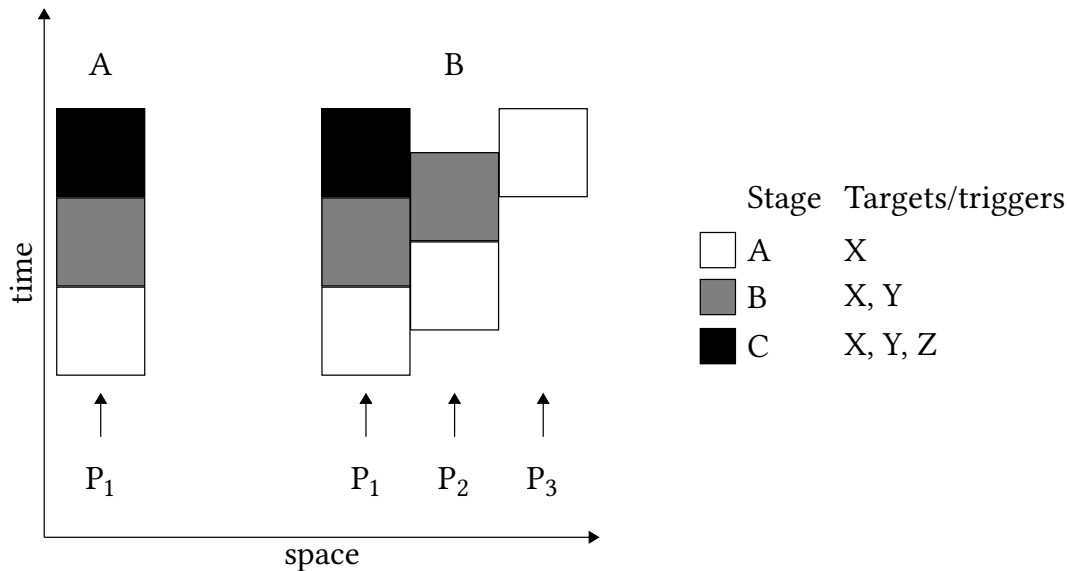 A B
Stage Targets/triggers
A X
B X, Y
C X, Y, Z
time
P₁ P₁ P₂ P₃
space